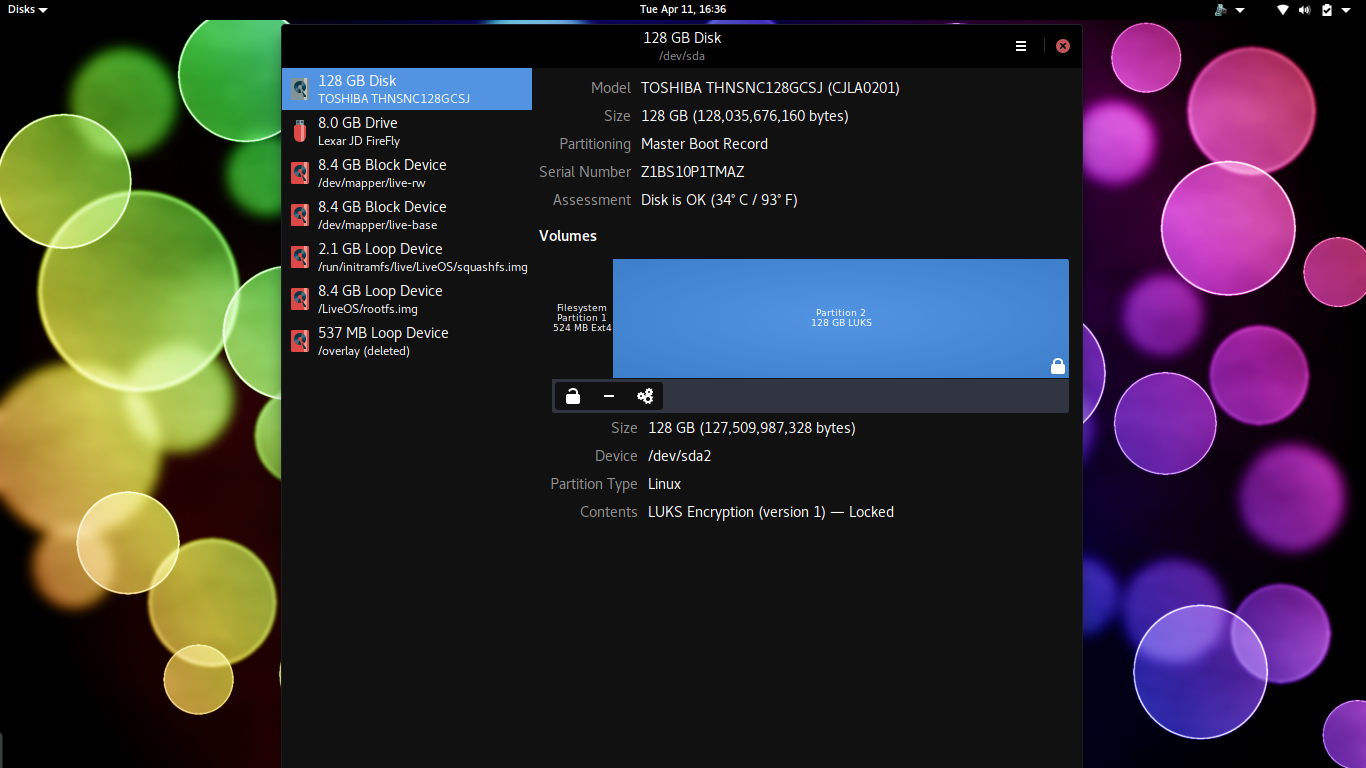 Disks
Tue Apr 11, 16:36
128 GB Disk
/dev/sda
128 GB Disk
TOSHIBA THNSNC128GCSJ
8.0 GB Drive
Lexar JD FireFly
8.4 GB Block Device
/dev/mapper/live-rw
8.4 GB Block Device
/dev/mapper/live-base
2.1 GB Loop Device
/run/initramfs/live/LiveOS/squashfs.img
8.4 GB Loop Device
/LiveOS/rootfs.img
537 MB Loop Device
/overlay (deleted)
Model TOSHIBA THNSNC128GCSJ (CJLA0201)
Size 128 GB (128,035,676,160 bytes)
Partitioning Master Boot Record
Serial Number Z1BS10P1TMAZ
Assessment Disk is OK (34° C / 93° F)
Volumes
Filesystem
Partition 1
524 MB Ext4
Partition 2
128 GB LUKS
Size 128 GB (127,509,987,328 bytes)
Device /dev/sda2
Partition Type Linux
Contents LUKS Encryption (version 1) — Locked